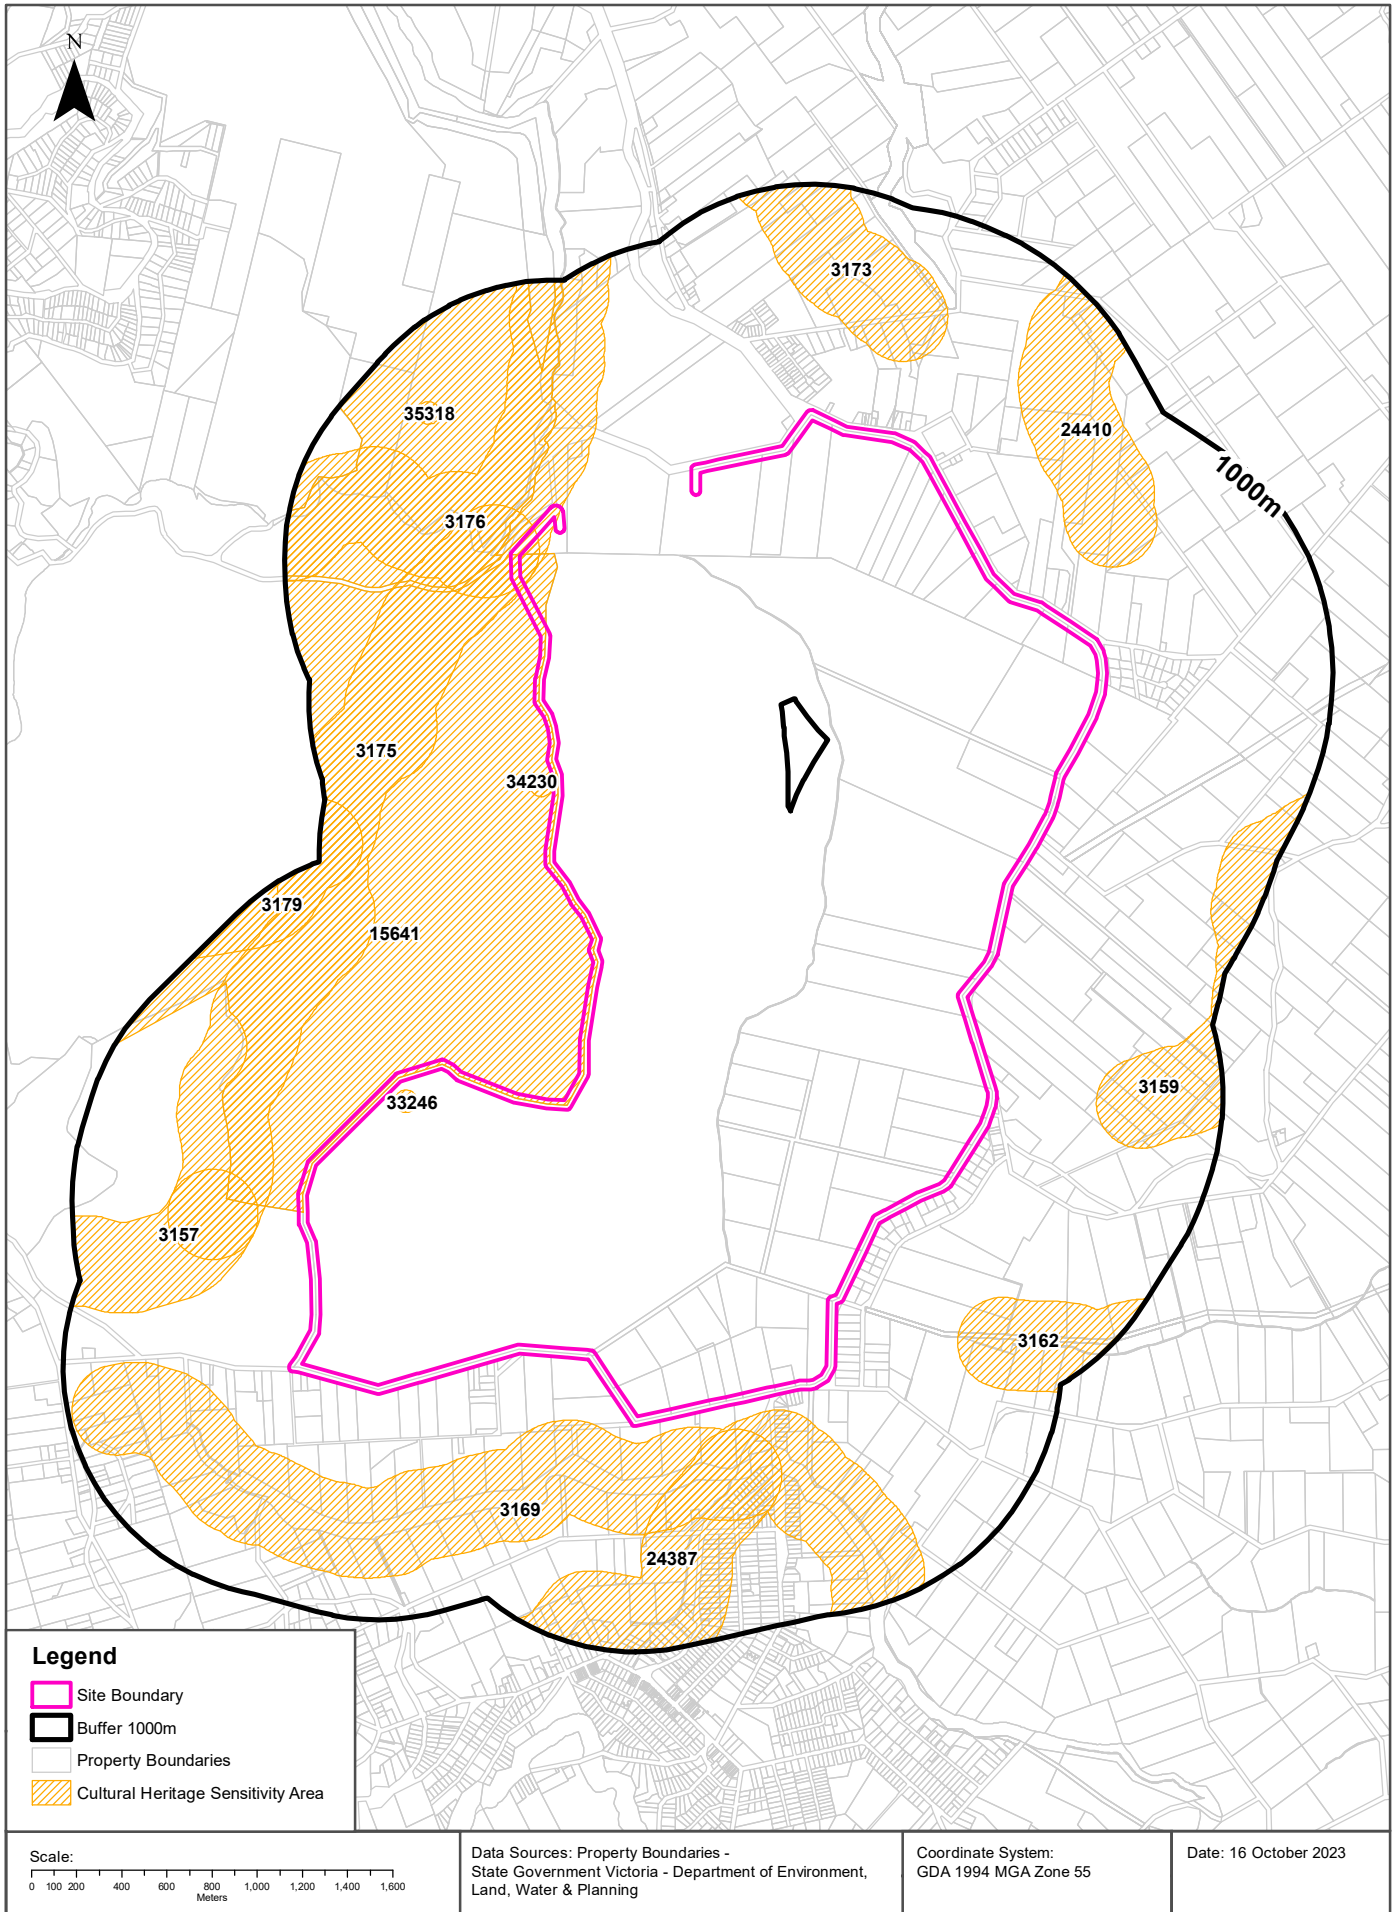 N
3173
35318
24410
1000m
3176
3175
34230
3179
15641
3159
33246
3157
3162
3169
24387
Legend
Site Boundary
Buffer 1000m
Property Boundaries
Cultural Heritage Sensitivity Area
Scale:
0 100 200 400 600 800 1,000 1,200 1,400 1,600
Meters
Data Sources: Property Boundaries -
State Government Victoria - Department of Environment,
Land, Water & Planning
Coordinate System:
GDA 1994 MGA Zone 55
Date: 16 October 2023